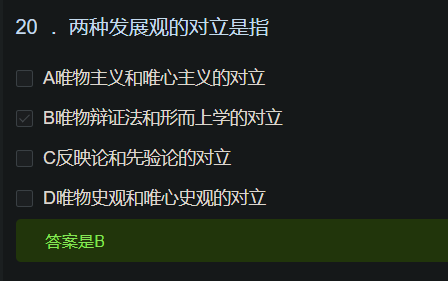 20 . 两种发展观的对立是指
A唯物主义和唯心主义的对立
B唯物辩证法和形而上学的对立
C反映论和先验论的对立
D唯物史观和唯心史观的对立
答案是B